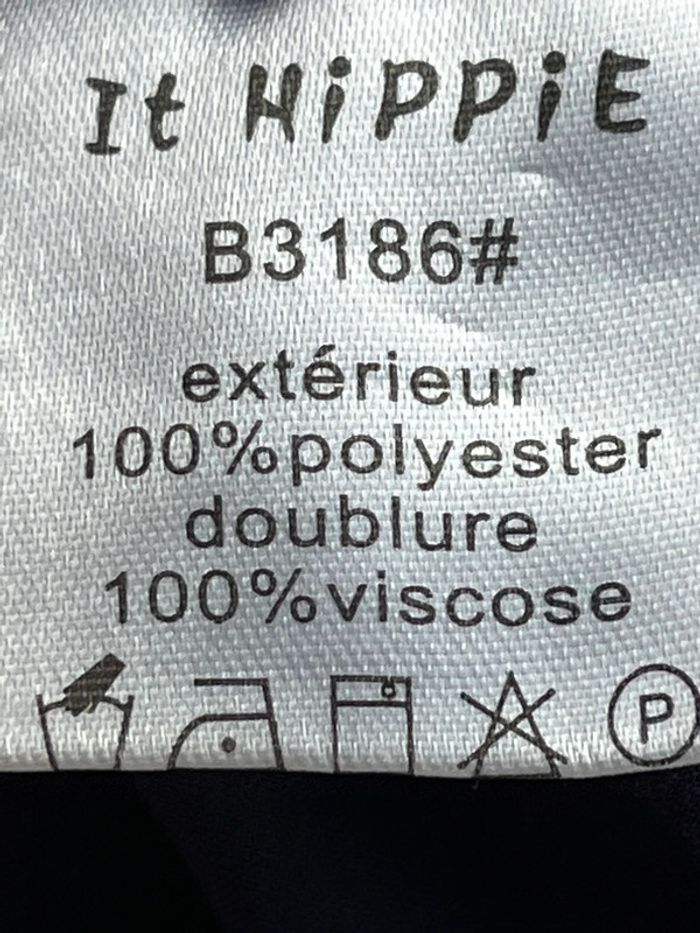 It HiPPiE
B3186#
extérieur
100%polyester
doublure
100%viscose
P